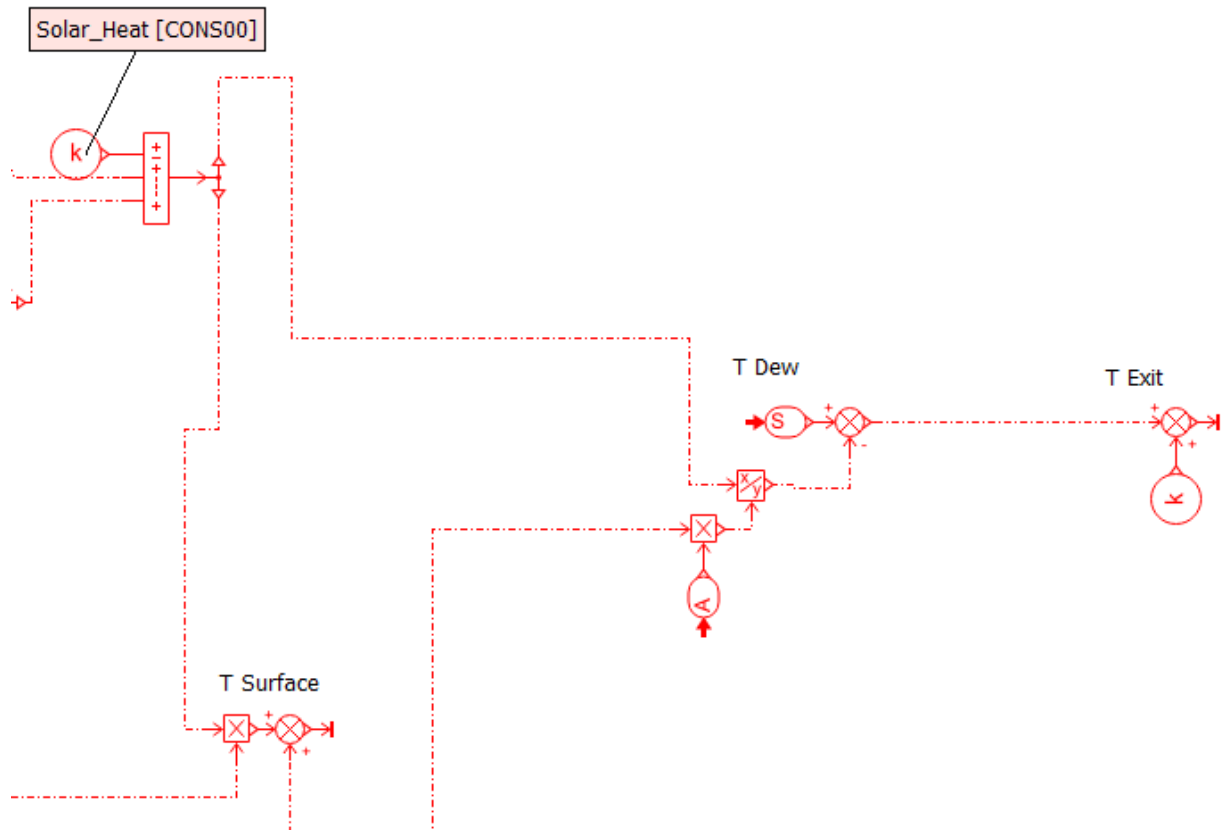 Solar_Heat [CONS00]
k
+
-
+
+
T Dew
T Exit
S
+
-
+
+
x/y
k
A
T Surface
+
+